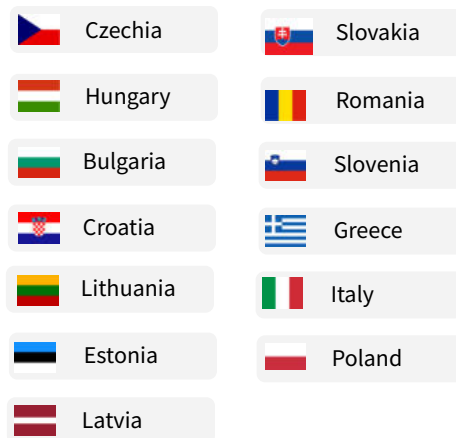 Czechia
Hungary
Bulgaria
Croatia
Lithuania
Estonia
Latvia
Slovakia
Romania
Slovenia
Greece
Italy
Poland